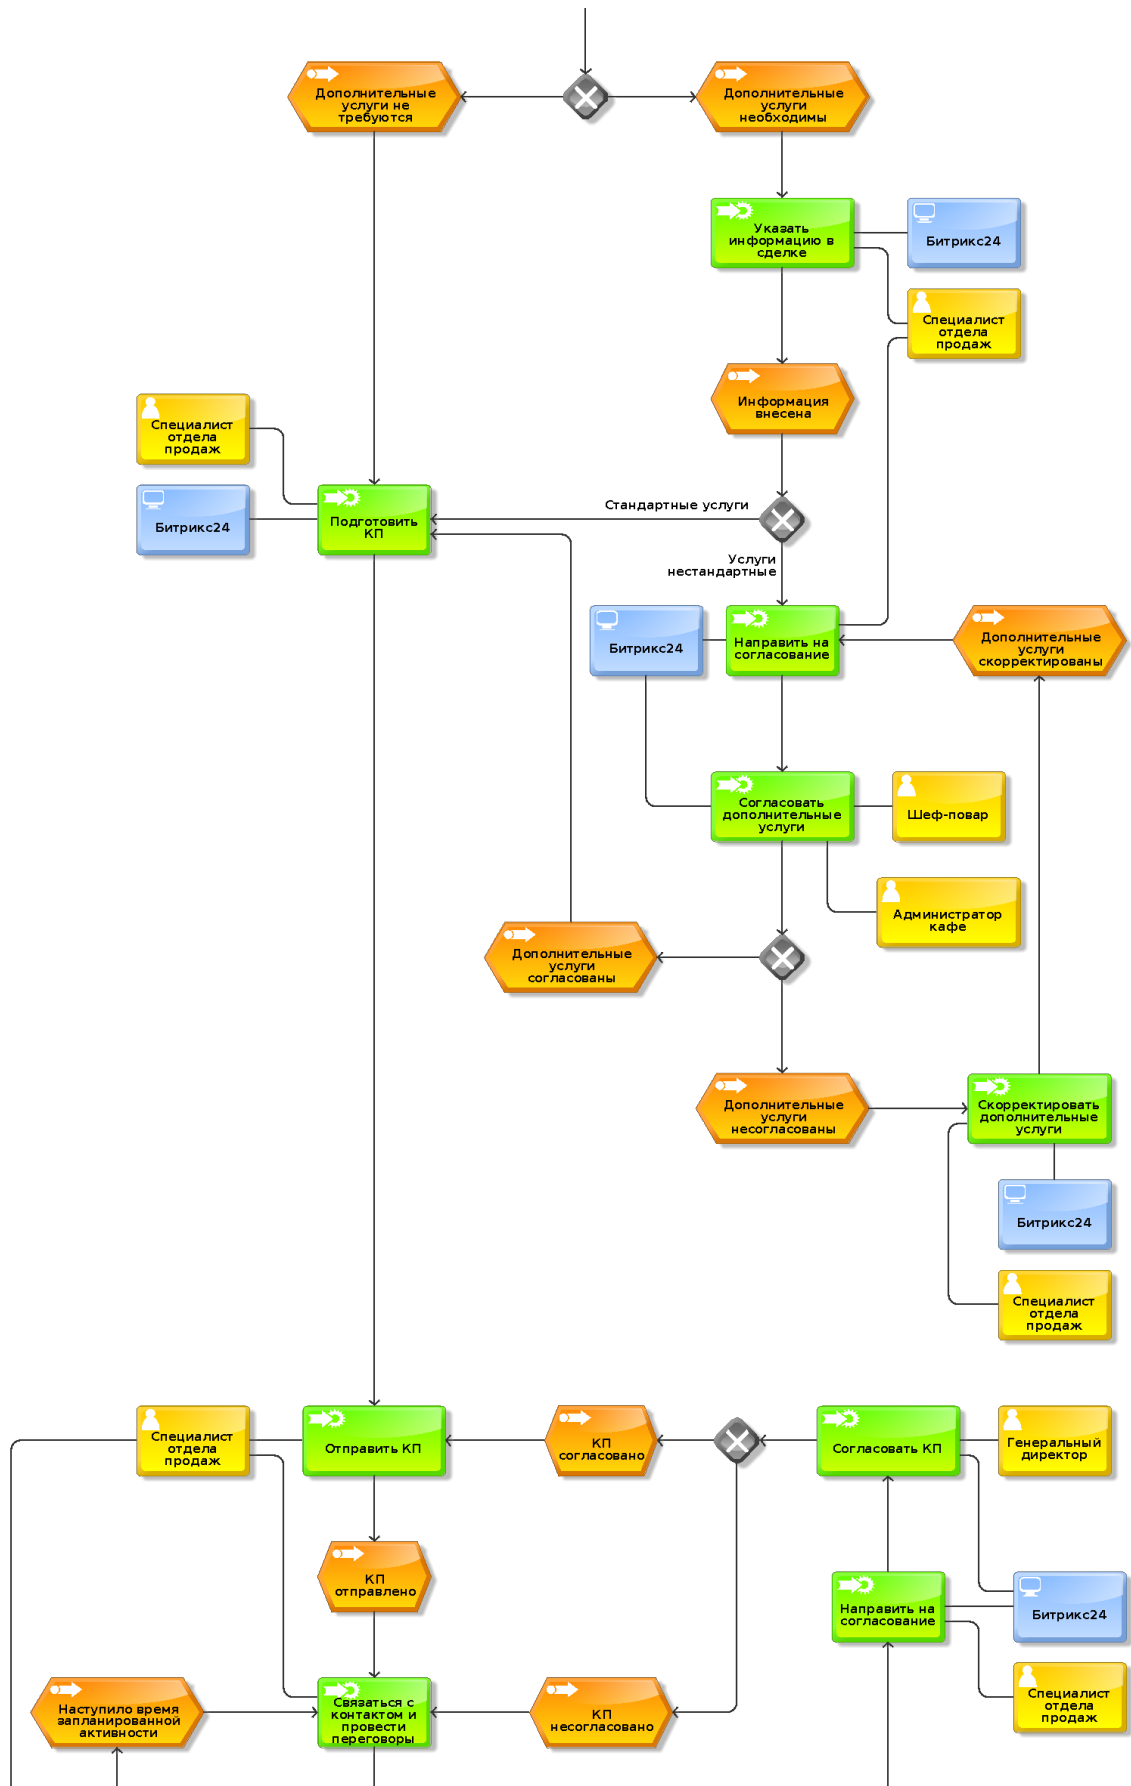 Дополнительные
услуги не
требуются
Дополнительные
услуги
необходимы
Указать
информацию в
сделке
Битрикс24
Специалист
отдела
продаж
Информация
внесена
Специалист
отдела
продаж
Битрикс24
Подготовить
КП
Стандартные услуги
Услуги
нестандартные
Битрикс24
Направить на
согласование
Дополнительные
услуги
скорректированы
Согласовать
дополнительные
услуги
Шеф-повар
Администратор
кафе
Дополнительные
услуги
согласованы
Дополнительные
услуги
несогласованы
Скорректировать
дополнительные
услуги
Битрикс24
Специалист
отдела
продаж
Специалист
отдела
продаж
Отправить КП
КП
согласовано
Согласовать КП
Генеральный
директор
КП
отправлено
Направить на
согласование
Битрикс24
Специалист
отдела
продаж
Наступило время
запланированной
активности
Связаться с
контактом и
провести
переговоры
КП
несогласовано